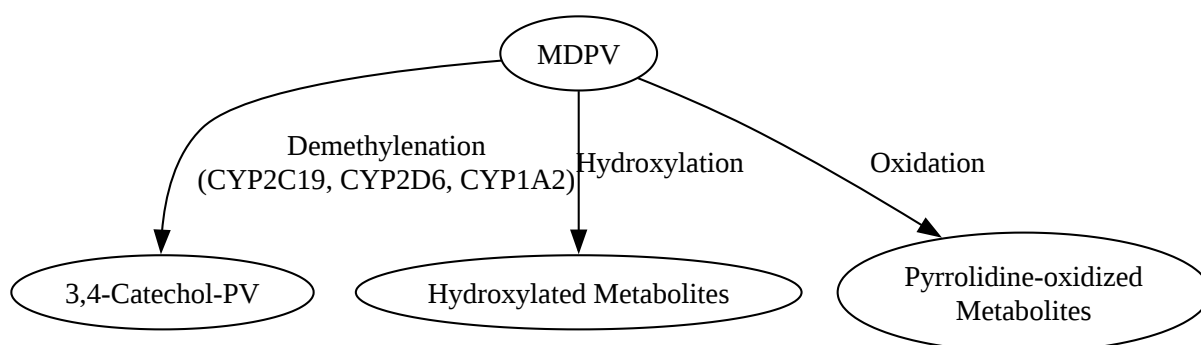 MDPV
Demethylenation
(CYP2C19, CYP2D6, CYP1A2)
Hydroxylation
Oxidation
3,4-Catechol-PV
Hydroxylated Metabolites
Pyrrolidine-oxidized
Metabolites